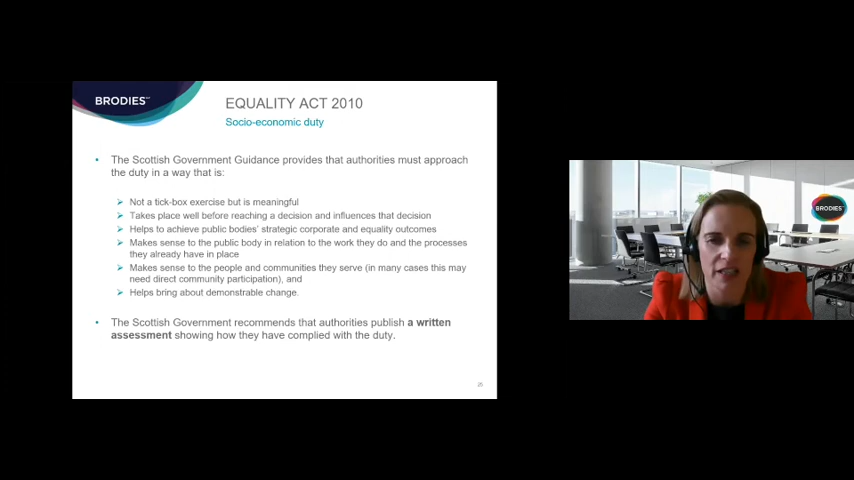 BRODIES LLP
EQUALITY ACT 2010
Socio-economic duty
• The Scottish Government Guidance provides that authorities must approach
the duty in a way that is:
➢ Not a tick-box exercise but is meaningful
➢ Takes place well before reaching a decision and influences that decision
➢ Helps to achieve public bodies' strategic corporate and equality outcomes
➢ Makes sense to the public body in relation to the work they do and the processes
they already have in place
➢ Makes sense to the people and communities they serve (in many cases this may
need direct community participation), and
➢ Helps bring about demonstrable change.
• The Scottish Government recommends that authorities publish a written
assessment showing how they have complied with the duty.
BRODIES